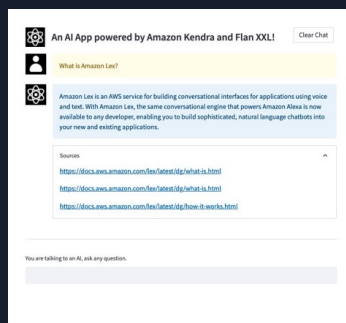 An AI App powered by Amazon Kendra and Flan XXL!
Clear Chat
What is Amazon Lex?
Amazon Lex is an AWS service for building conversational interfaces for applications using voice
and text. With Amazon Lex, the same conversational engine that powers Amazon Alexa is now
available to any developer, enabling you to build sophisticated, natural language chatbots into
your new and existing applications.
Sources
https://docs.aws.amazon.com/lex/latest/dg/what-is.html
https://docs.aws.amazon.com/lex/latest/dg/what-is.html
https://docs.aws.amazon.com/lex/latest/dg/how-it-works.html
You are talking to an AI, ask any question.